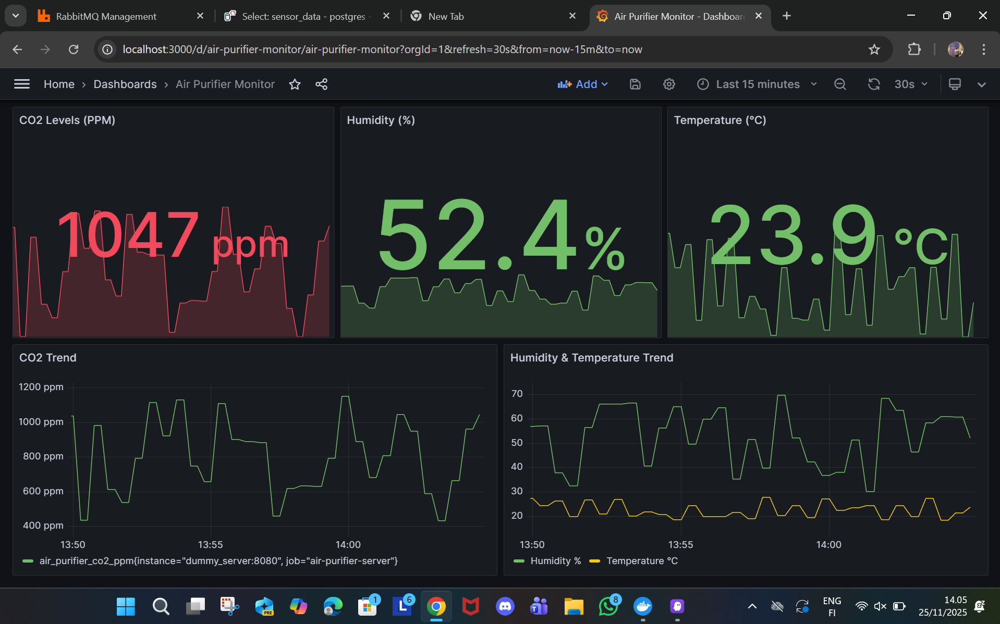 RabbitMQ Management
Select: sensor_data - postgres -
New Tab
Air Purifier Monitor - Dashboar
localhost:3000/d/air-purifier-monitor/air-purifier-monitor?orgId=1&refresh=30s&from=now-15m&to=now
Home › Dashboards › Air Purifier Monitor
Add
Last 15 minutes
30s
CO2 Levels (PPM)
1047 ppm
Humidity (%)
52.4%
Temperature (°C)
23.9 °C
CO2 Trend
1200 ppm
1000 ppm
800 ppm
600 ppm
400 ppm
13:50
13:55
14:00
air_purifier_co2_ppm{instance="dummy_server:8080", job="air-purifier-server"}
Humidity & Temperature Trend
70
60
50
40
30
20
13:50
13:55
14:00
Humidity %
Temperature °C
PRE
1
L
6
T
8
ENG
FI
14.05
25/11/2025